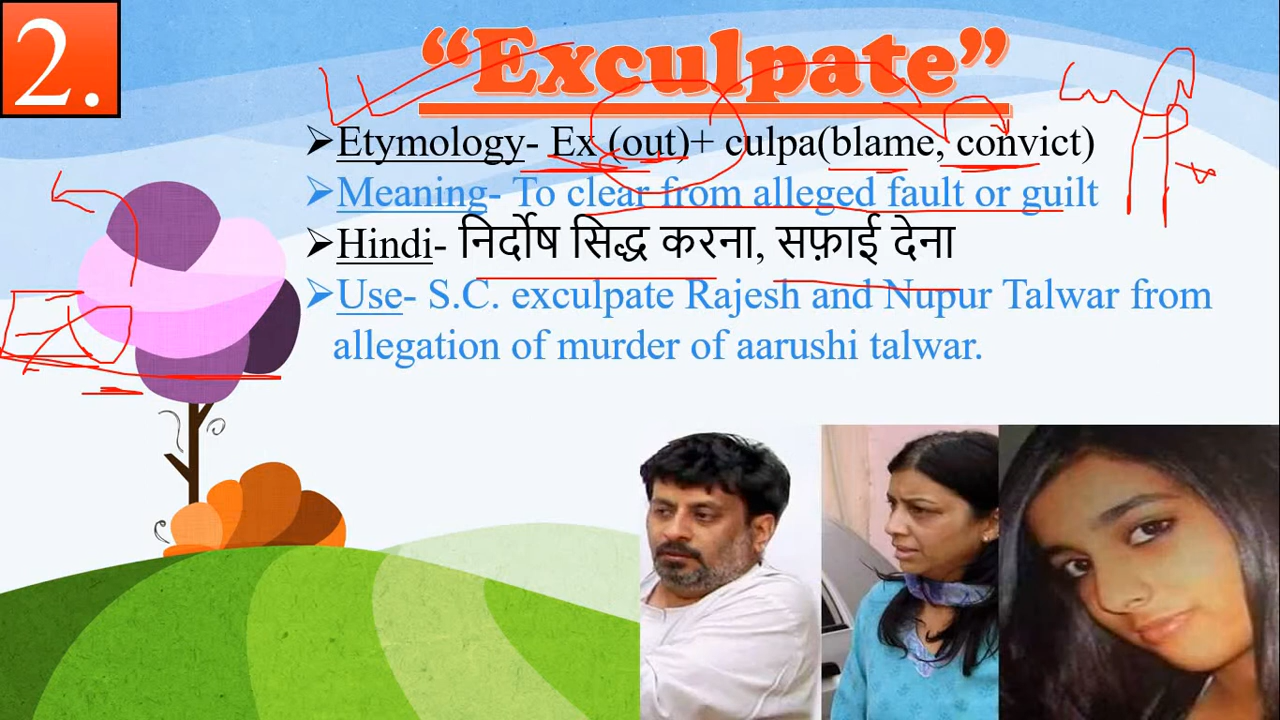 2.
“Exculpate”
➢Etymology- Ex (out)+ culpa(blame, convict)
➢Meaning- To clear from alleged fault or guilt
➢Hindi- निर्दोष सिद्ध करना, सफ़ाई देना
➢Use- S.C. exculpate Rajesh and Nupur Talwar from
allegation of murder of aarushi talwar.